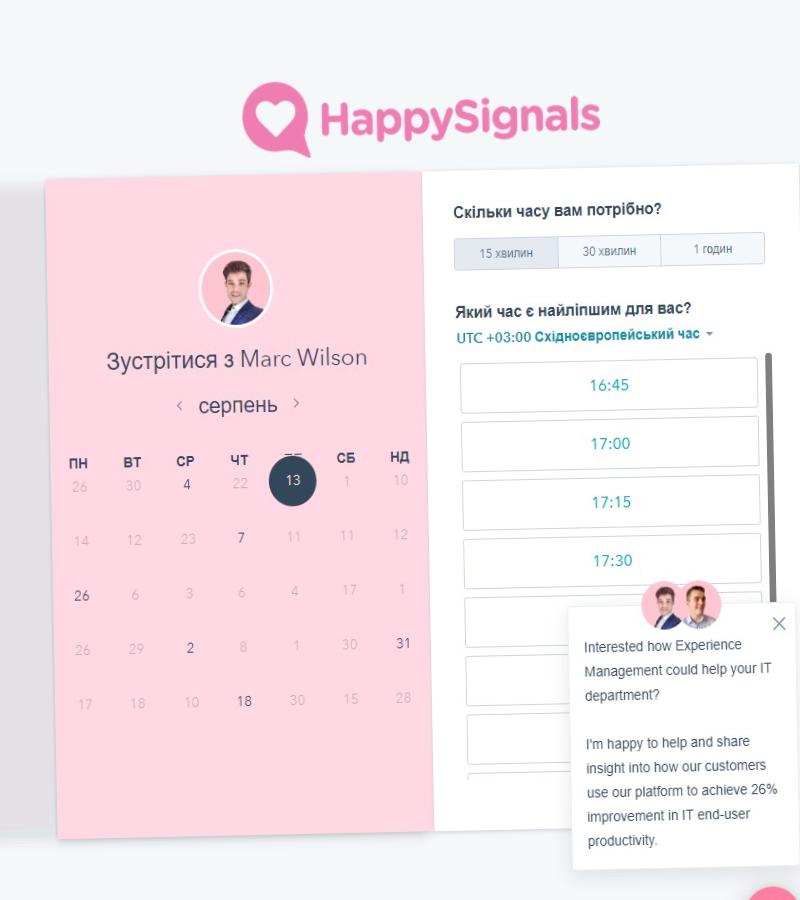 HappySignals
Зустрітися з Marc Wilson
серпень
ПН ВТ СР ЧТ СБ НД
26 30 4 22 13 1 10
14 12 23 7 11 11 12
26 6 3 6 4 17 1
26 29 2 8 1 30 31
17 18 10 18 30 15 28
Скільки часу вам потрібно?
15 хвилин 30 хвилин 1 годин
Який час є найліпшим для вас?
UTC +03:00 Східноєвропейський час
16:45
17:00
17:15
17:30
Interested how Experience
Management could help your IT
department?
I'm happy to help and share
insight into how our customers
use our platform to achieve 26%
improvement in IT end-user
productivity.